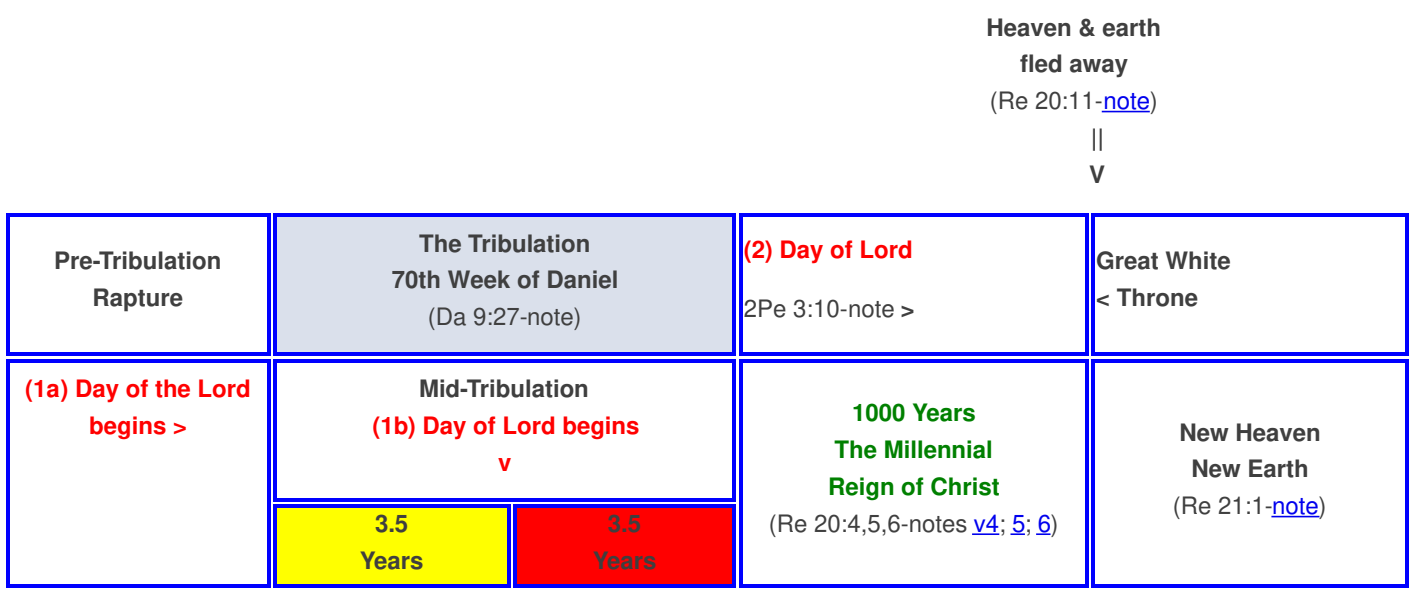 Heaven & earth
fled away
(Re 20:11-note)
||
V
Pre-Tribulation
Rapture
The Tribulation
70th Week of Daniel
(Da 9:27-note)
(2) Day of Lord
2Pe 3:10-note >
Great White
< Throne
(1a) Day of the Lord
begins >
Mid-Tribulation
(1b) Day of Lord begins
v
3.5
Years
3.5
Years
1000 Years
The Millennial
Reign of Christ
(Re 20:4,5,6-notes v4; 5; 6)
New Heaven
New Earth
(Re 21:1-note)